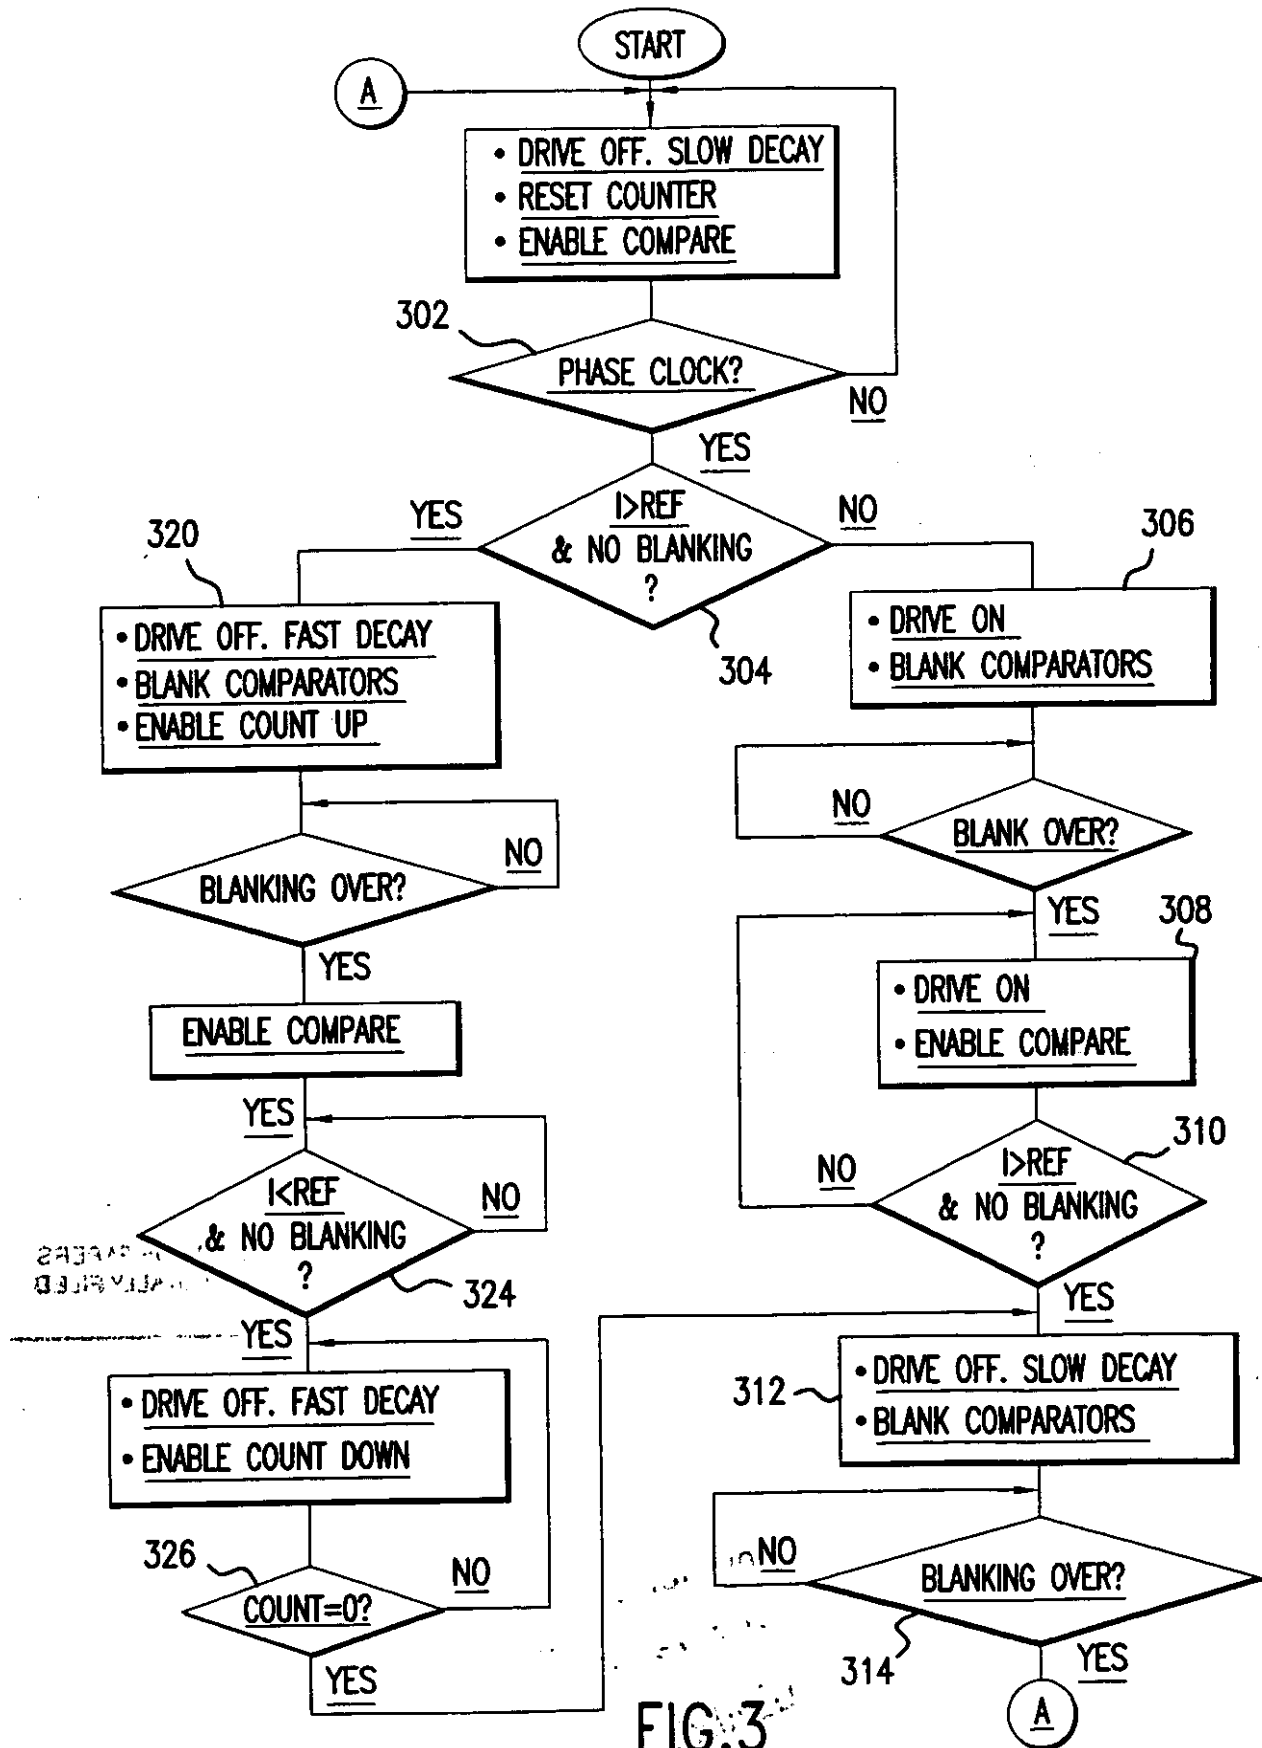 START
A
• DRIVE OFF. SLOW DECAY
• RESET COUNTER
• ENABLE COMPARE
302
PHASE CLOCK?
NO
YES
I>REF
& NO BLANKING
?
YES
NO
304
320
• DRIVE OFF. FAST DECAY
• BLANK COMPARATORS
• ENABLE COUNT UP
BLANKING OVER?
NO
YES
ENABLE COMPARE
YES
I<REF
& NO BLANKING
?
NO
324
YES
• DRIVE OFF. FAST DECAY
• ENABLE COUNT DOWN
326
COUNT=0?
NO
YES
306
• DRIVE ON
• BLANK COMPARATORS
BLANK OVER?
NO
YES
308
• DRIVE ON
• ENABLE COMPARE
310
I>REF
& NO BLANKING
?
NO
YES
312
• DRIVE OFF. SLOW DECAY
• BLANK COMPARATORS
BLANKING OVER?
NO
314
YES
A
FIG.3